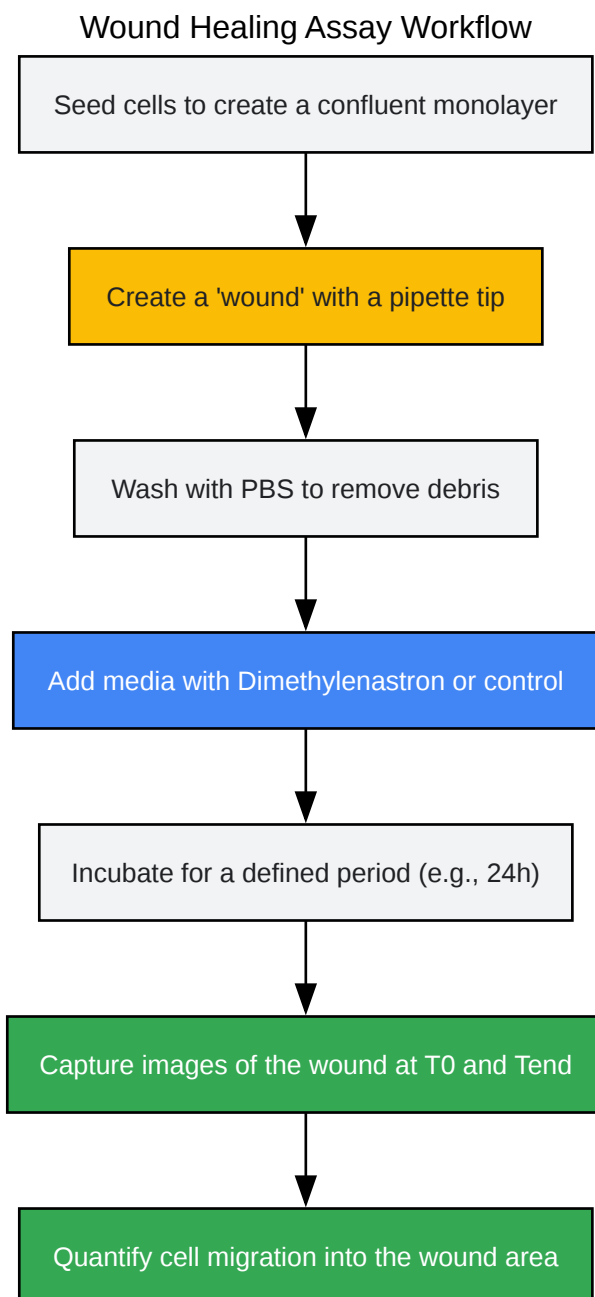 Wound Healing Assay Workflow
Seed cells to create a confluent monolayer
Create a 'wound' with a pipette tip
Wash with PBS to remove debris
Add media with Dimethylenastron or control
Incubate for a defined period (e.g., 24h)
Capture images of the wound at T0 and Tend
Quantify cell migration into the wound area